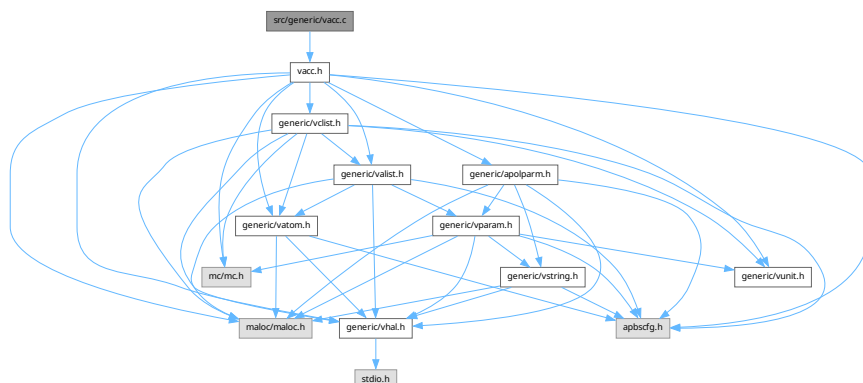 src/generic/vacc.c
vacc.h
generic/vclist.h
generic/valist.h
generic/apolparm.h
generic/vatom.h
generic/vparam.h
mc/mc.h
generic/vstring.h
generic/vunit.h
maloc/maloc.h
generic/vhal.h
apbscfg.h
stdio.h